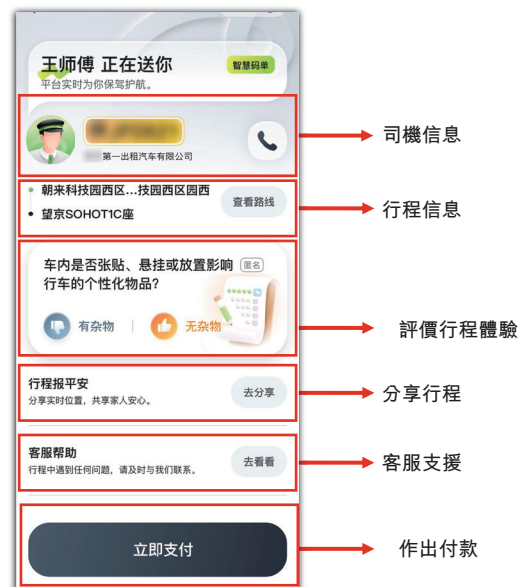 王师傅 正在送你
智慧码单
平台实时为你保驾护航。
第一出租汽车有限公司
司機信息
朝来科技园西区...技园西区园西
望京SOHOT1C座
查看路线
行程信息
车内是否张贴、悬挂或放置影响
行车的个性化物品?
匿名
有杂物
无杂物
評價行程體驗
行程报平安
分享实时位置，共享家人安心。
去分享
分享行程
客服帮助
行程中遇到任何问题，请及时与我们联系。
去看看
客服支援
立即支付
作出付款